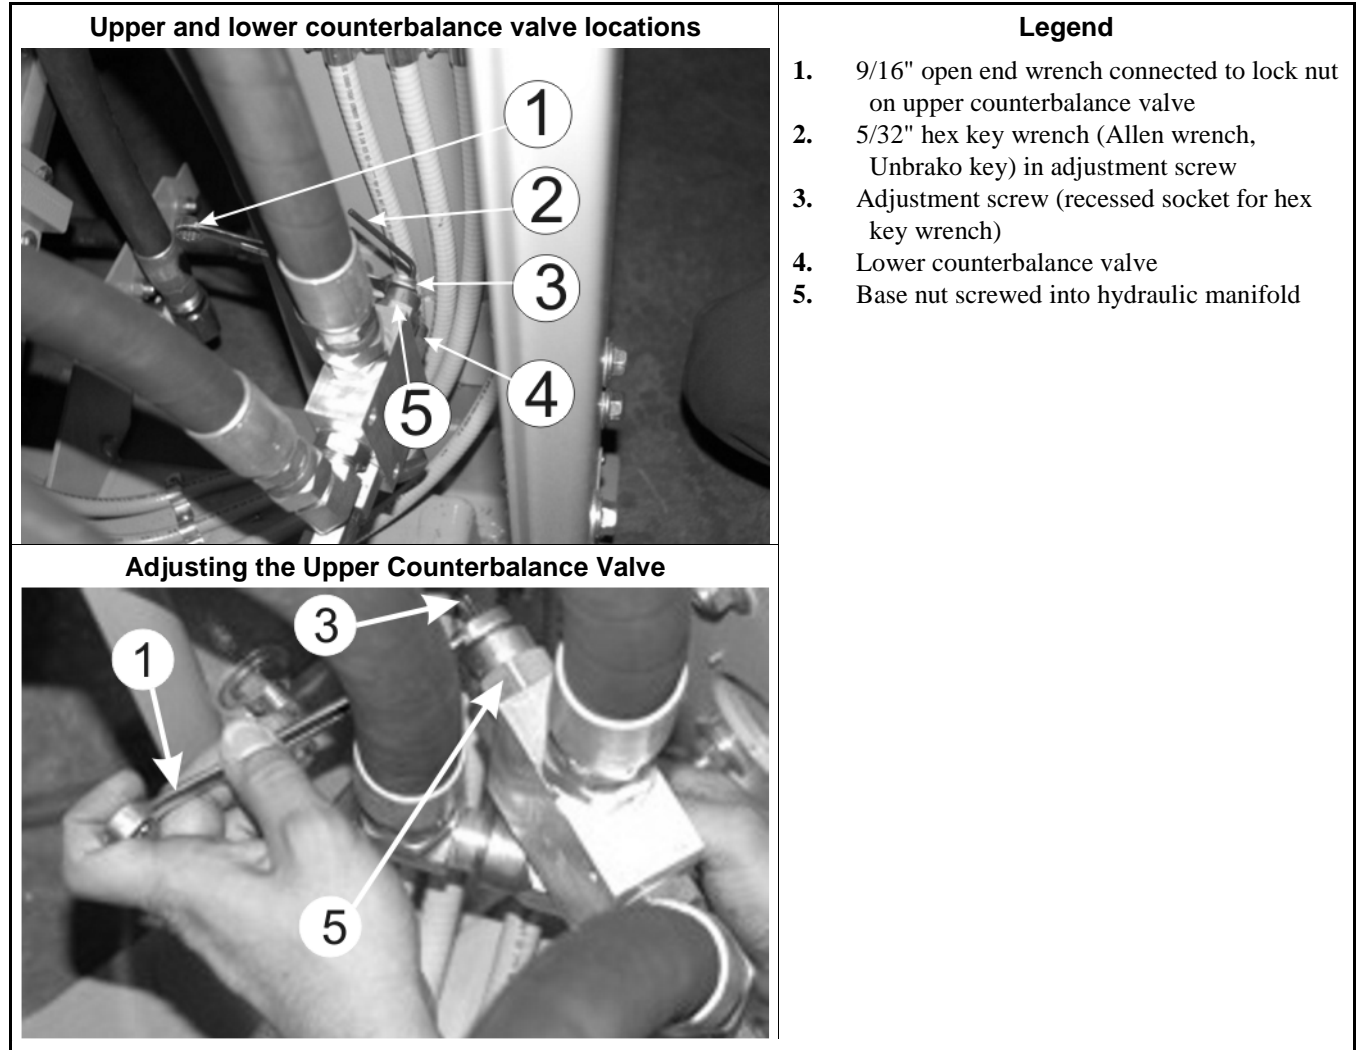 Upper and lower counterbalance valve locations
1
2
3
4
5
Adjusting the Upper Counterbalance Valve
3
1
5
Legend
1. 9/16" open end wrench connected to lock nut
on upper counterbalance valve
2. 5/32" hex key wrench (Allen wrench,
Unbrako key) in adjustment screw
3. Adjustment screw (recessed socket for hex
key wrench)
4. Lower counterbalance valve
5. Base nut screwed into hydraulic manifold